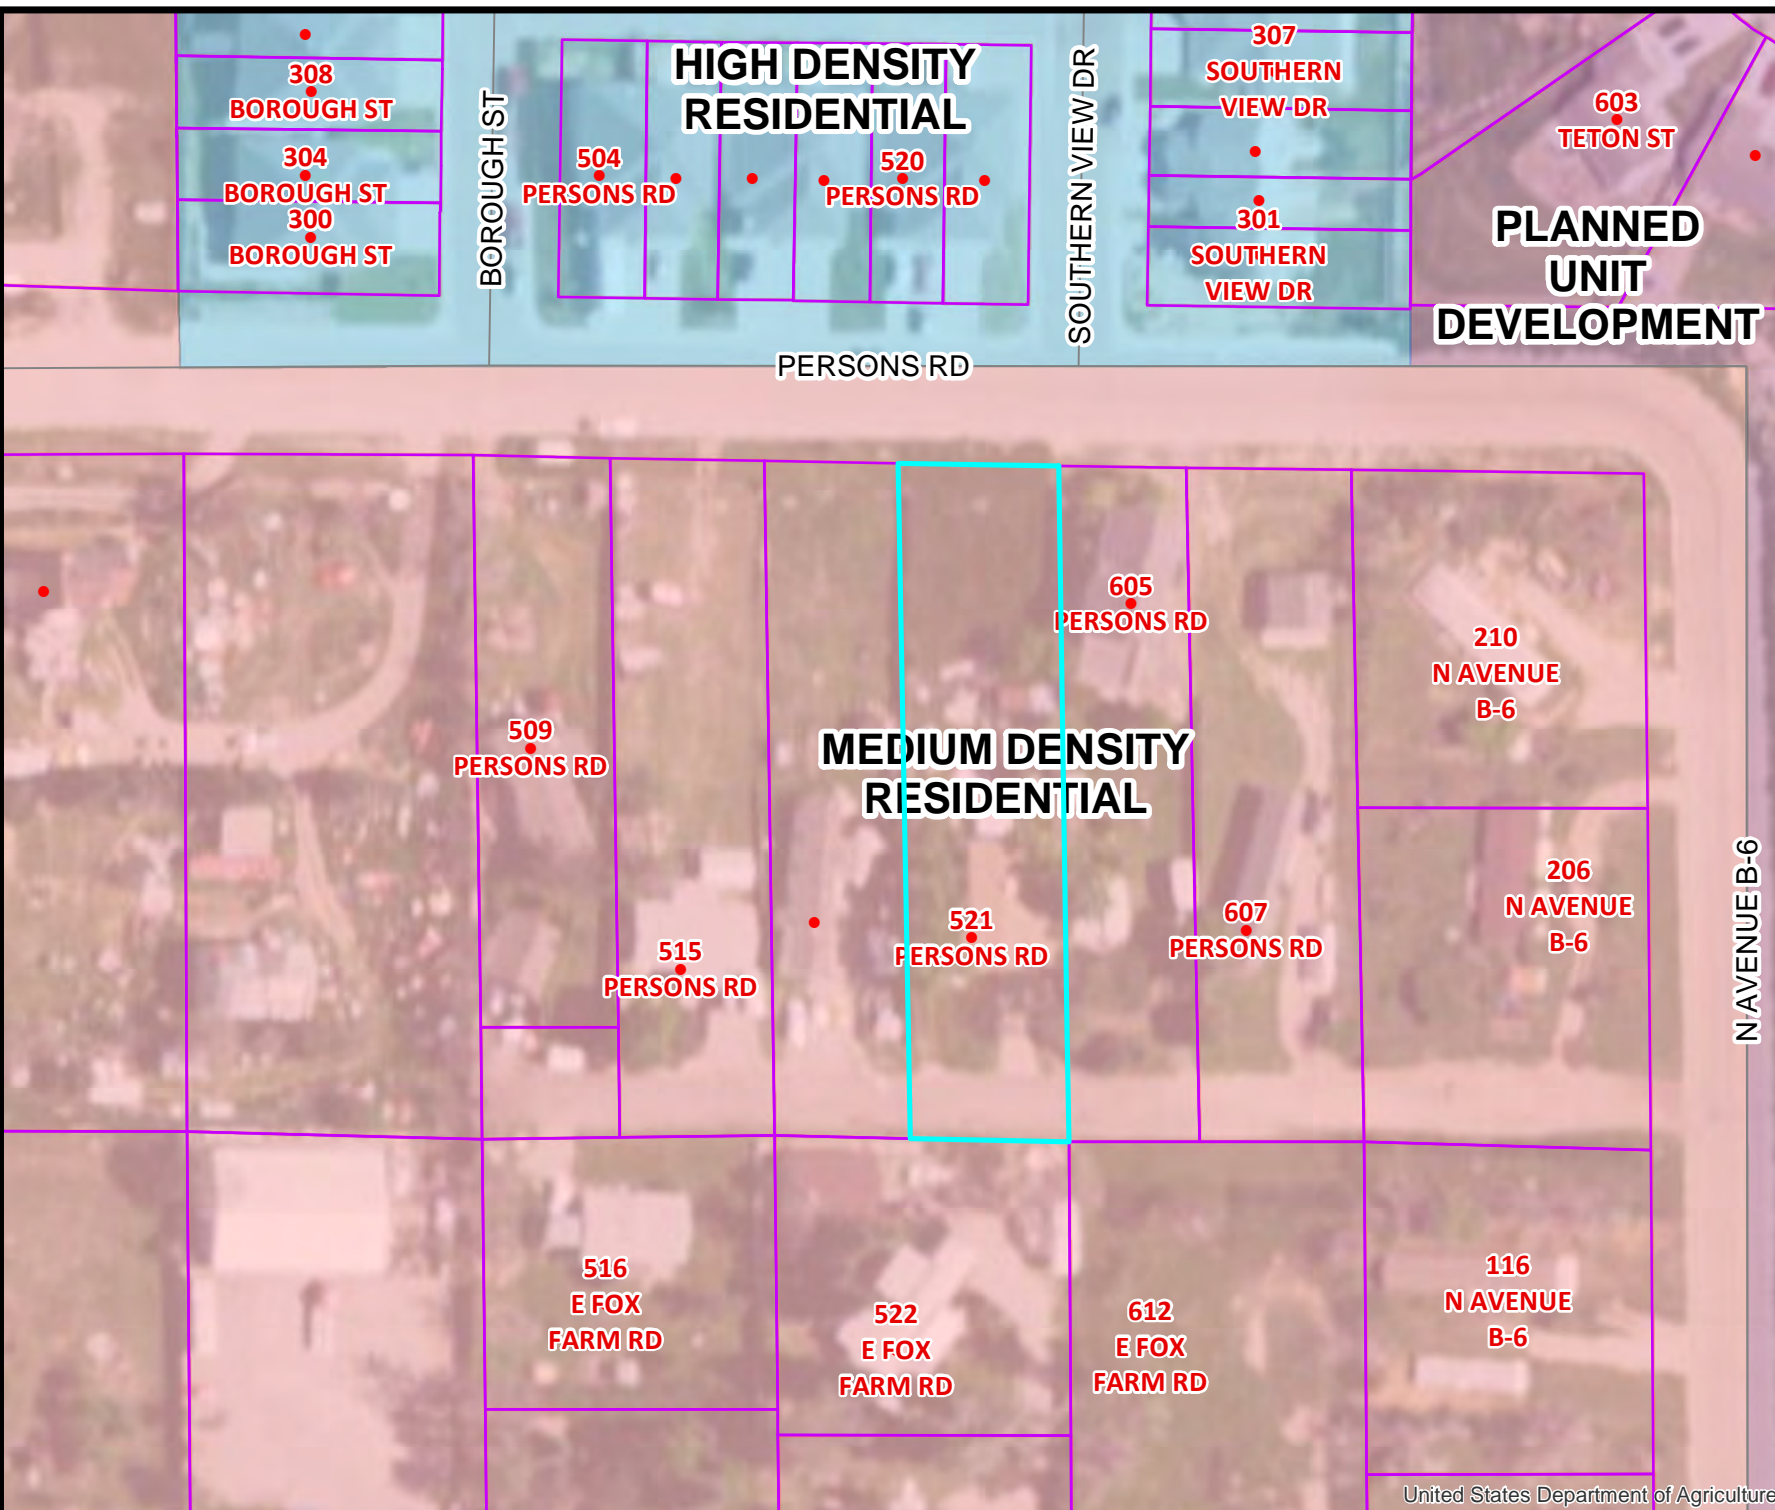 308
BOROUGH ST
304
BOROUGH ST
300
BOROUGH ST
BOROUGH ST
HIGH DENSITY
RESIDENTIAL
504
PERSONS RD
520
PERSONS RD
SOUTHERN VIEW DR
307
SOUTHERN
VIEW DR
301
SOUTHERN
VIEW DR
603
TETON ST
PLANNED
UNIT
DEVELOPMENT
PERSONS RD
605
PERSONS RD
210
N AVENUE
B-6
509
PERSONS RD
MEDIUM DENSITY
RESIDENTIAL
206
N AVENUE
B-6
N AVENUE B-6
515
PERSONS RD
521
PERSONS RD
607
PERSONS RD
516
E FOX
FARM RD
522
E FOX
FARM RD
612
E FOX
FARM RD
116
N AVENUE
B-6
United States Department of Agriculture